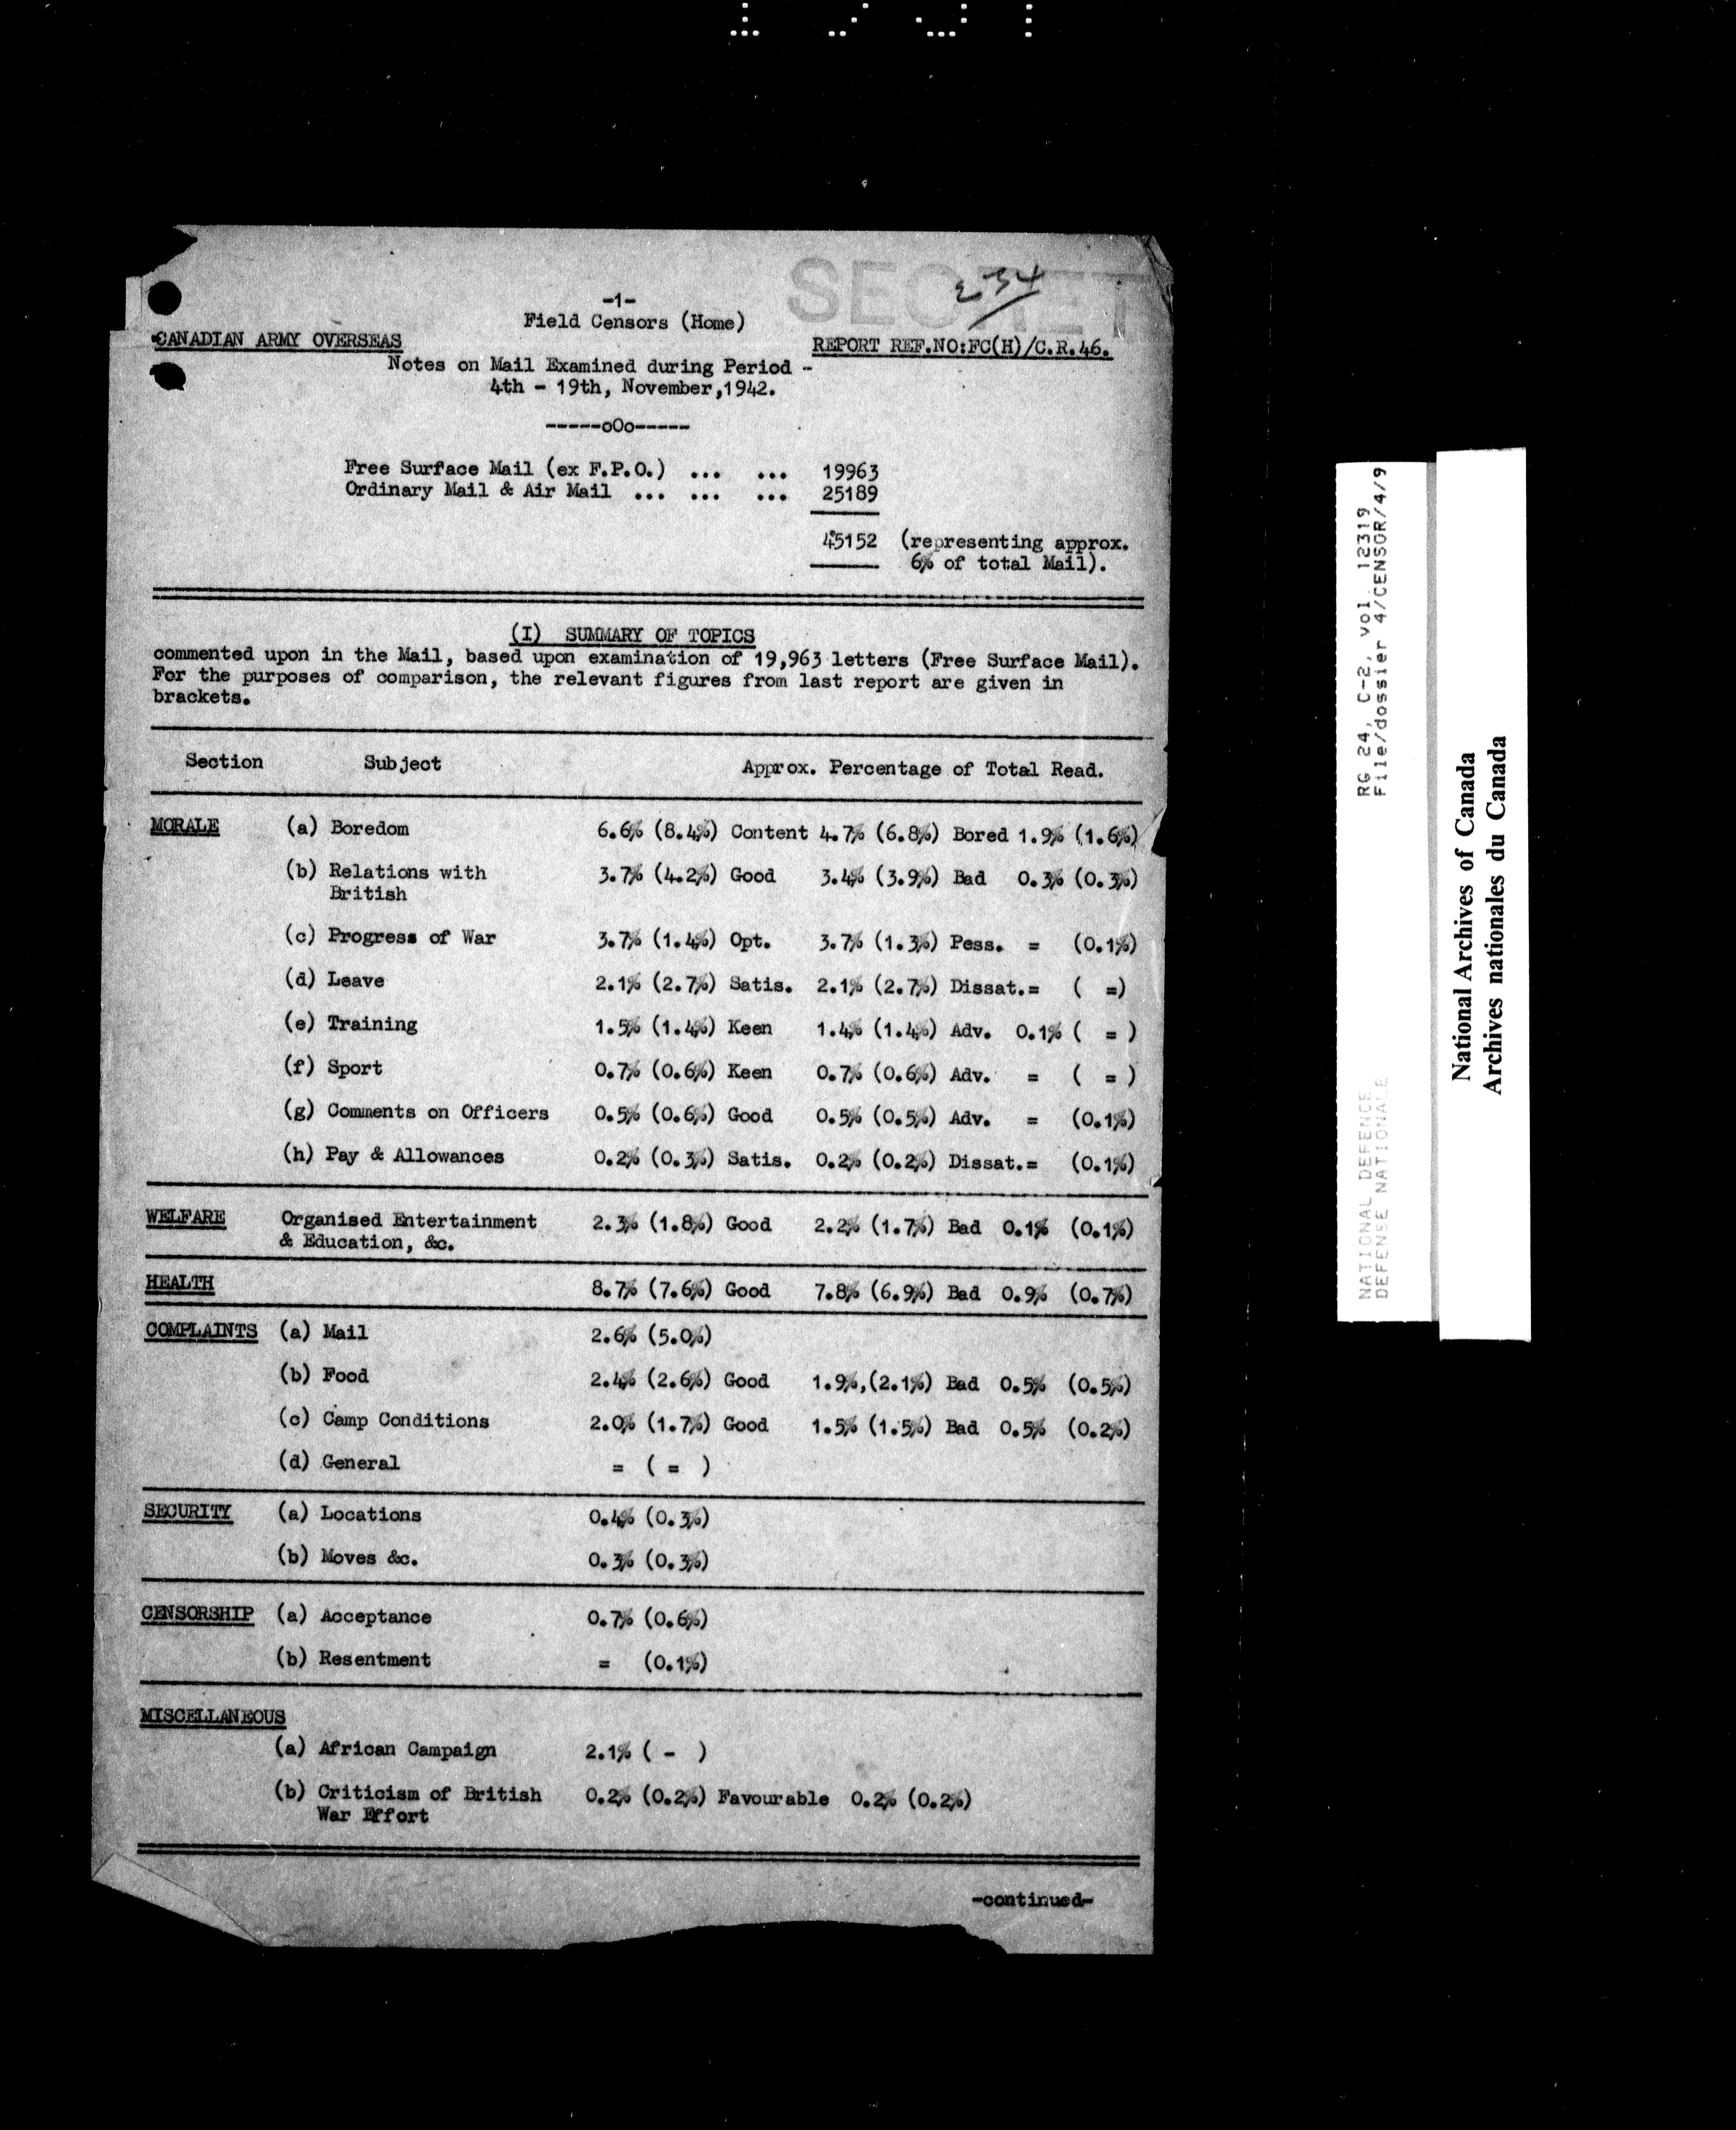 SECRET
234
-1-
Field Censors (Home)
CANADIAN ARMY OVERSEAS
REPORT REF.NO:FC(H)/C.R.46.
Notes on Mail Examined during Period -
4th - 19th, November,1942.
-----oOo-----
Free Surface Mail (ex F.P.O.) ... ... 19963
Ordinary Mail & Air Mail ... ... ... 25189
45152 (representing approx.
6% of total Mail).
(I) SUMMARY OF TOPICS
commented upon in the Mail, based upon examination of 19,963 letters (Free Surface Mail).
For the purposes of comparison, the relevant figures from last report are given in
brackets.
Section Subject Approx. Percentage of Total Read.
MORALE (a) Boredom 6.6% (8.4%) Content 4.7% (6.8%) Bored 1.9% (1.6%)
(b) Relations with 3.7% (4.2%) Good 3.4% (3.9%) Bad 0.3% (0.3%)
British
(c) Progress of War 3.7% (1.4%) Opt. 3.7% (1.3%) Pess. = (0.1%)
(d) Leave 2.1% (2.7%) Satis. 2.1% (2.7%) Dissat.= ( =)
(e) Training 1.5% (1.4%) Keen 1.4% (1.4%) Adv. 0.1% ( = )
(f) Sport 0.7% (0.6%) Keen 0.7% (0.6%) Adv. = ( = )
(g) Comments on Officers 0.5% (0.6%) Good 0.5% (0.5%) Adv. = (0.1%)
(h) Pay & Allowances 0.2% (0.3%) Satis. 0.2% (0.2%) Dissat.= (0.1%)
WELFARE Organised Entertainment 2.3% (1.8%) Good 2.2% (1.7%) Bad 0.1% (0.1%)
& Education, &c.
HEALTH 8.7% (7.6%) Good 7.8% (6.9%) Bad 0.9% (0.7%)
COMPLAINTS (a) Mail 2.6% (5.0%)
(b) Food 2.4% (2.6%) Good 1.9%,(2.1%) Bad 0.5% (0.5%)
(c) Camp Conditions 2.0% (1.7%) Good 1.5% (1.5%) Bad 0.5% (0.2%)
(d) General = ( = )
SECURITY (a) Locations 0.4% (0.3%)
(b) Moves &c. 0.3% (0.3%)
CENSORSHIP (a) Acceptance 0.7% (0.6%)
(b) Resentment = (0.1%)
MISCELLANEOUS
(a) African Campaign 2.1% ( - )
(b) Criticism of British 0.2% (0.2%) Favourable 0.2% (0.2%)
War Effort
-continued-
RG 24, C-2, vol. 12319
File/dossier 4/CENSOR/4/9
NATIONAL DEFENCE
DEFENSE NATIONALE
National Archives of Canada
Archives nationales du Canada